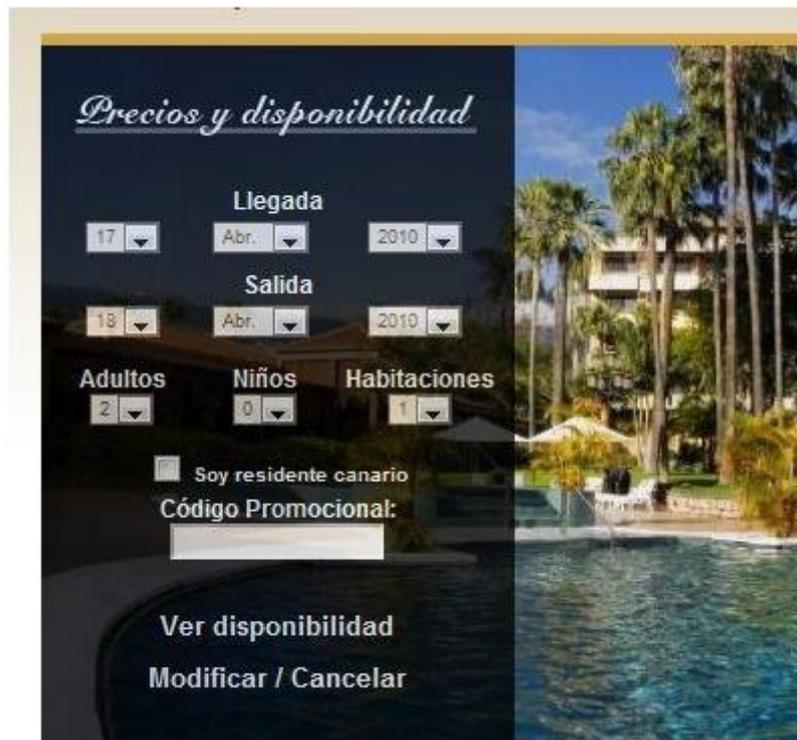 Precios y disponibilidad
Llegada
17 Abr. 2010
Salida
18 Abr. 2010
Adultos Niños Habitaciones
2 0 1
Soy residente canario
Código Promocional:
Ver disponibilidad
Modificar / Cancelar